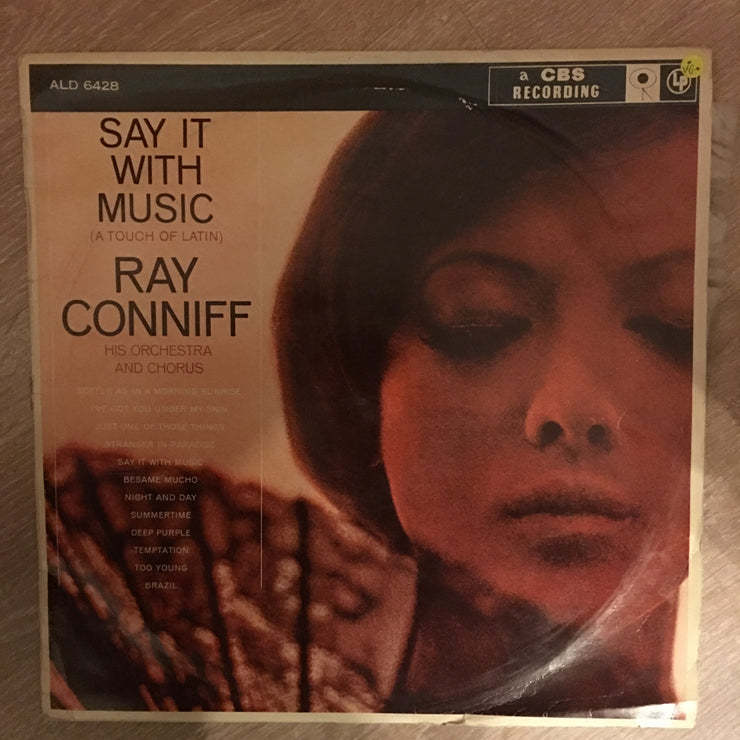 ALD 6428
a CBS
RECORDING
LP
VG+
SAY IT
WITH
MUSIC
(A TOUCH OF LATIN)
RAY
CONNIFF
HIS ORCHESTRA
AND CHORUS
SOFTLY, AS IN A MORNING SUNRISE
I'VE GOT YOU UNDER MY SKIN
JUST ONE OF THOSE THINGS
STRANGER IN PARADISE
SAY IT WITH MUSIC
BESAME MUCHO
NIGHT AND DAY
SUMMERTIME
DEEP PURPLE
TEMPTATION
TOO YOUNG
BRAZIL